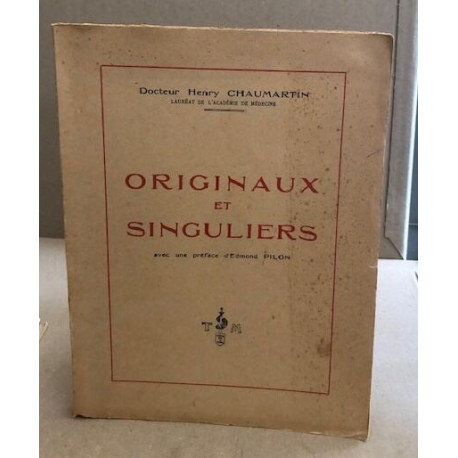 Docteur Henry CHAUMARTIN
LAURÉAT DE L'ACADÉMIE DE MÉDECINE
ORIGINAUX
ET
SINGULIERS
avec une préface d'Edmond PILON
T M